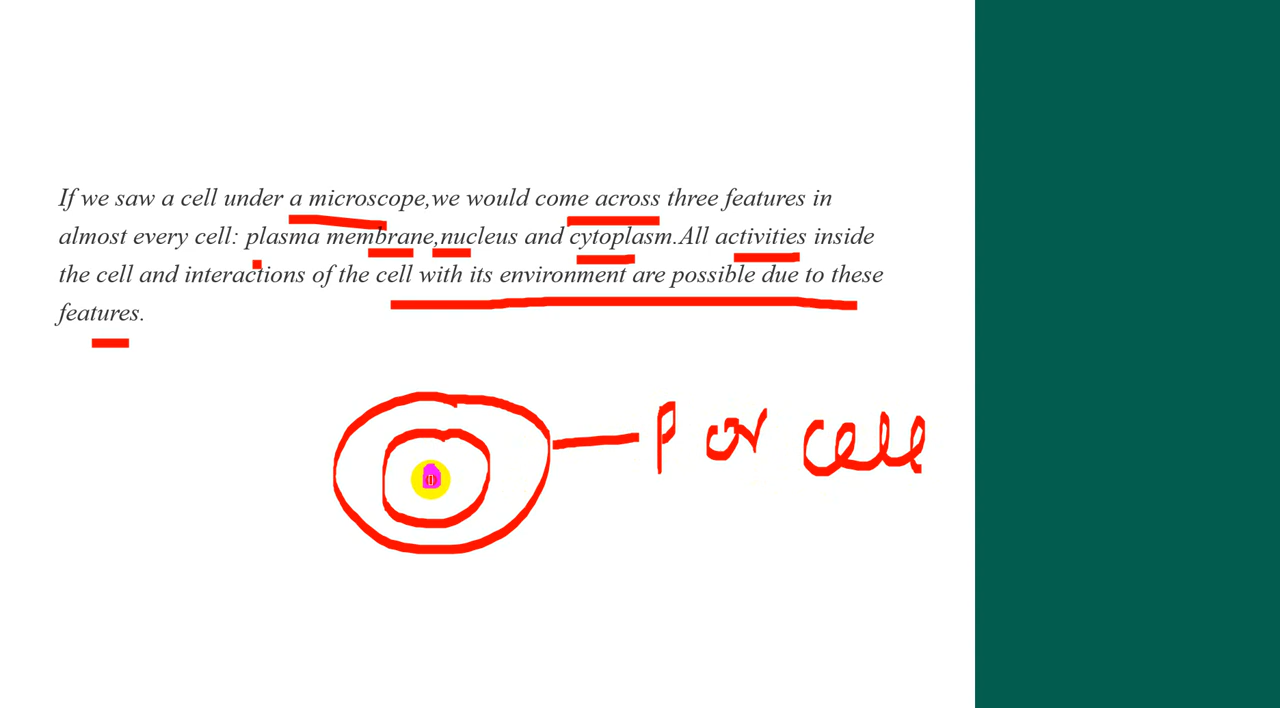 If we saw a cell under a microscope,we would come across three features in
almost every cell: plasma membrane,nucleus and cytoplasm.All activities inside
the cell and interactions of the cell with its environment are possible due to these
features.
P or cell